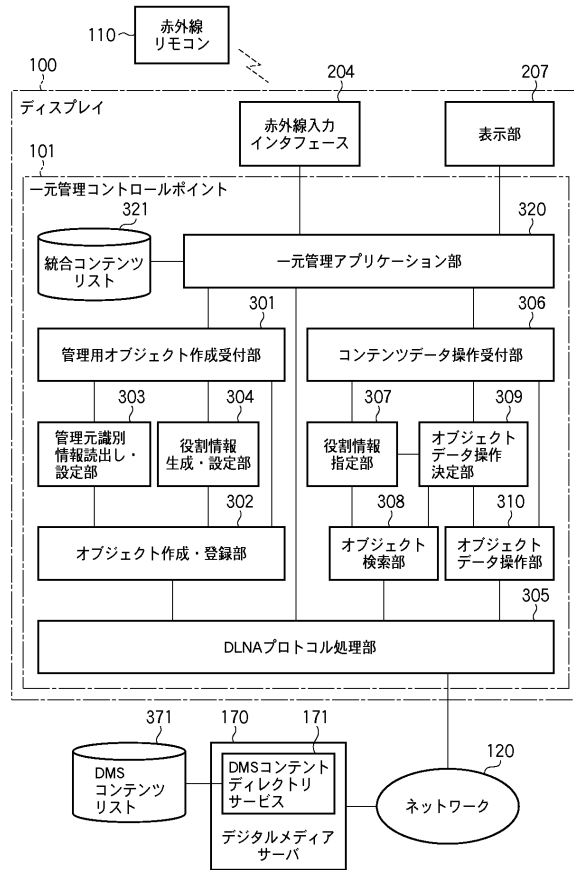 110
赤外線
リモコン
100
ディスプレイ
204
赤外線入力
インタフェース
207
表示部
101
一元管理コントロールポイント
321
統合コンテンツ
リスト
320
一元管理アプリケーション部
301
管理用オブジェクト作成受付部
306
コンテンツデータ操作受付部
303
管理元識別
情報読出し・
設定部
304
役割情報
生成・設定部
307
役割情報
指定部
309
オブジェクト
データ操作
決定部
302
オブジェクト作成・登録部
308
オブジェクト
検索部
310
オブジェクト
データ操作部
305
DLNAプロトコル処理部
371
DMS
コンテンツ
リスト
170
171
DMSコンテント
ディレクトリ
サービス
デジタルメディア
サーバ
120
ネットワーク